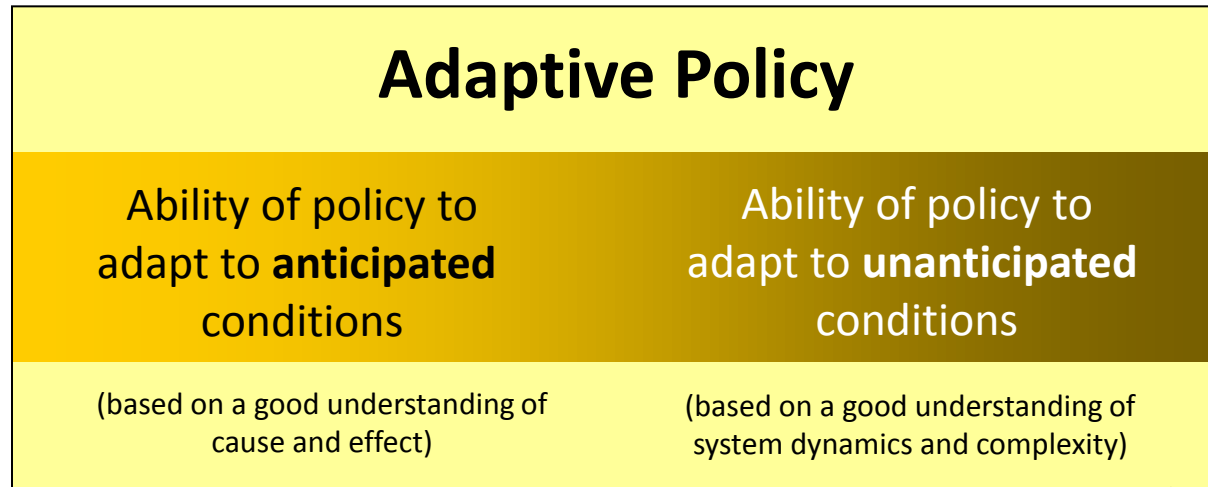 Adaptive Policy
Ability of policy to
adapt to anticipated
conditions
Ability of policy to
adapt to unanticipated
conditions
(based on a good understanding of
cause and effect)
(based on a good understanding of
system dynamics and complexity)